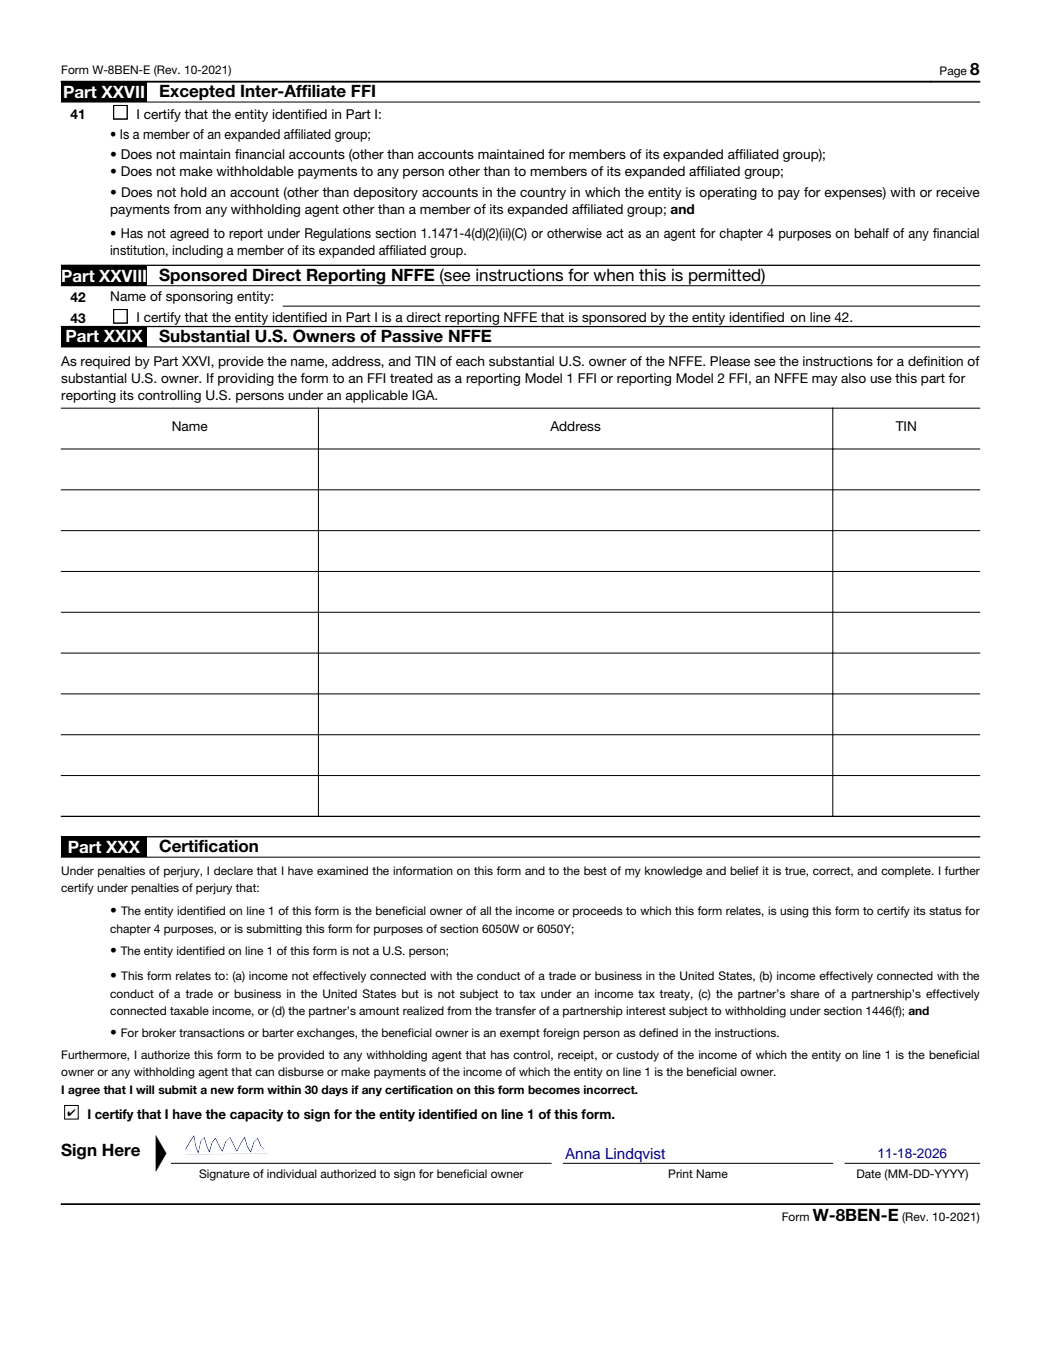 Form W-8BEN-E (Rev. 10-2021) Page 8
Part XXVII Excepted Inter-Affiliate FFI
41 I certify that the entity identified in Part I:
• Is a member of an expanded affiliated group;
• Does not maintain financial accounts (other than accounts maintained for members of its expanded affiliated group);
• Does not make withholdable payments to any person other than to members of its expanded affiliated group;
• Does not hold an account (other than depository accounts in the country in which the entity is operating to pay for expenses) with or receive
payments from any withholding agent other than a member of its expanded affiliated group; and
• Has not agreed to report under Regulations section 1.1471-4(d)(2)(ii)(C) or otherwise act as an agent for chapter 4 purposes on behalf of any financial
institution, including a member of its expanded affiliated group.
Part XXVIII Sponsored Direct Reporting NFFE (see instructions for when this is permitted)
42 Name of sponsoring entity:
43 I certify that the entity identified in Part I is a direct reporting NFFE that is sponsored by the entity identified on line 42.
Part XXIX Substantial U.S. Owners of Passive NFFE
As required by Part XXVI, provide the name, address, and TIN of each substantial U.S. owner of the NFFE. Please see the instructions for a definition of
substantial U.S. owner. If providing the form to an FFI treated as a reporting Model 1 FFI or reporting Model 2 FFI, an NFFE may also use this part for
reporting its controlling U.S. persons under an applicable IGA.
Name Address TIN
Part XXX Certification
Under penalties of perjury, I declare that I have examined the information on this form and to the best of my knowledge and belief it is true, correct, and complete. I further
certify under penalties of perjury that:
• The entity identified on line 1 of this form is the beneficial owner of all the income or proceeds to which this form relates, is using this form to certify its status for
chapter 4 purposes, or is submitting this form for purposes of section 6050W or 6050Y;
• The entity identified on line 1 of this form is not a U.S. person;
• This form relates to: (a) income not effectively connected with the conduct of a trade or business in the United States, (b) income effectively connected with the
conduct of a trade or business in the United States but is not subject to tax under an income tax treaty, (c) the partner's share of a partnership's effectively
connected taxable income, or (d) the partner's amount realized from the transfer of a partnership interest subject to withholding under section 1446(f); and
• For broker transactions or barter exchanges, the beneficial owner is an exempt foreign person as defined in the instructions.
Furthermore, I authorize this form to be provided to any withholding agent that has control, receipt, or custody of the income of which the entity on line 1 is the beneficial
owner or any withholding agent that can disburse or make payments of the income of which the entity on line 1 is the beneficial owner.
I agree that I will submit a new form within 30 days if any certification on this form becomes incorrect.
✔ I certify that I have the capacity to sign for the entity identified on line 1 of this form.
Sign Here Anna Lindqvist 11-18-2026
Signature of individual authorized to sign for beneficial owner Print Name Date (MM-DD-YYYY)
Form W-8BEN-E (Rev. 10-2021)